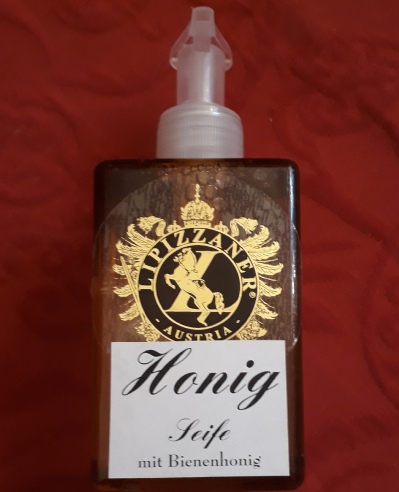 LIPIZZANER®
L
- AUSTRIA -
Honig
Seife
mit Bienenhonig